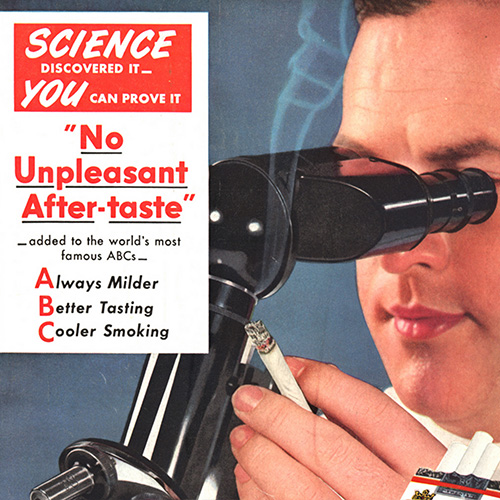 SCIENCE
DISCOVERED IT—
YOU CAN PROVE IT
"No
Unpleasant
After-taste"
—added to the world's most
famous ABCs—
Always Milder
Better Tasting
Cooler Smoking